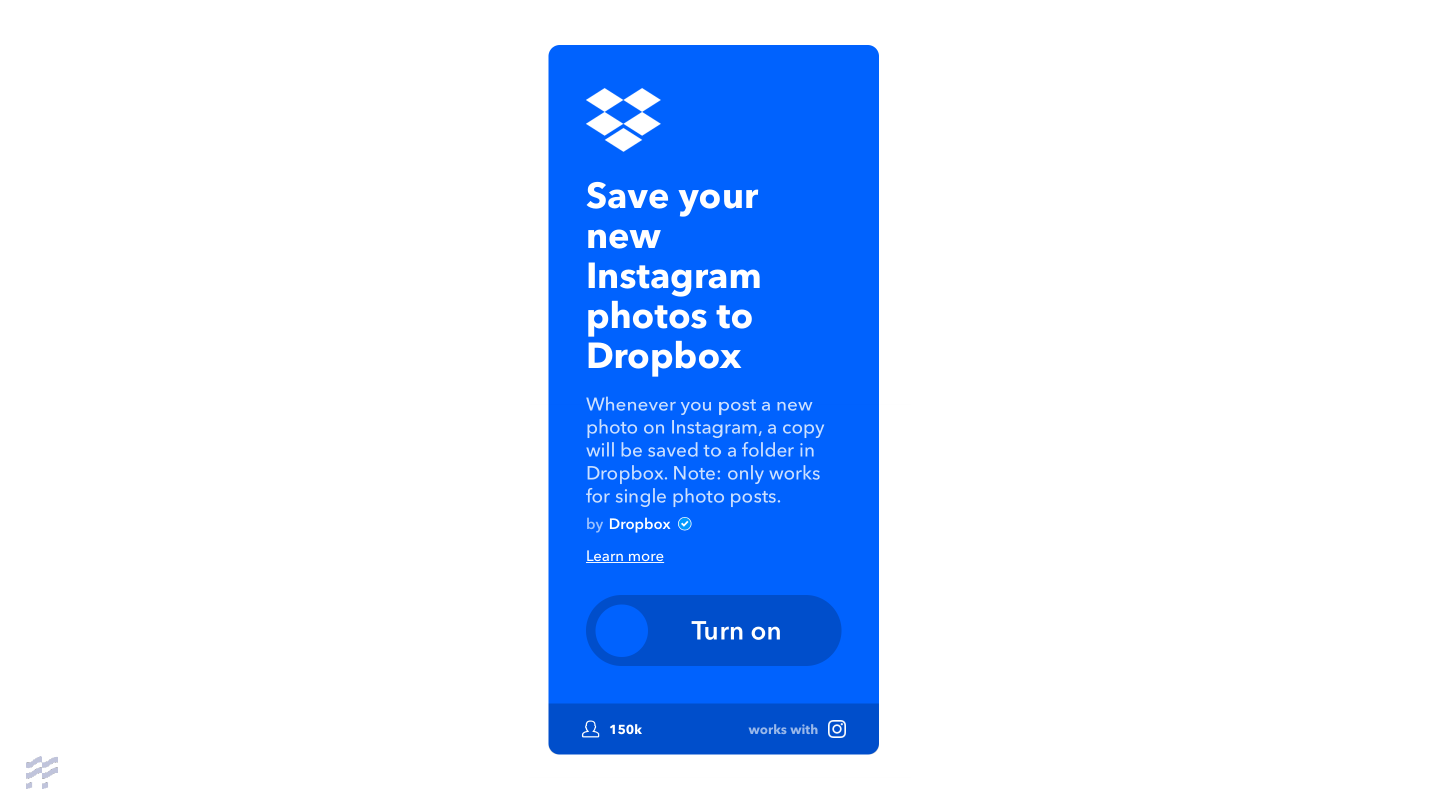 Save your
new
Instagram
photos to
Dropbox
Whenever you post a new
photo on Instagram, a copy
will be saved to a folder in
Dropbox. Note: only works
for single photo posts.
by Dropbox
Learn more
Turn on
150k
works with